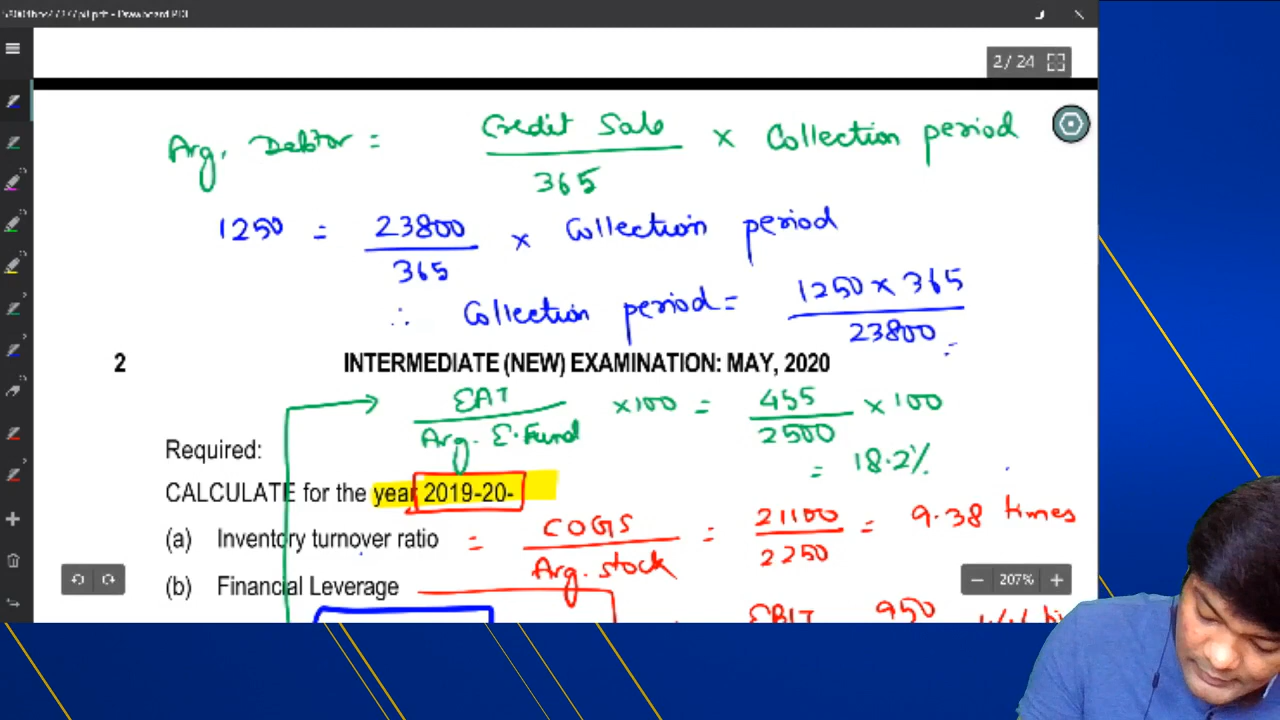 2 / 24
Avg. Debtor = Credit Sale / 365 × Collection period
1250 = 23800 / 365 × Collection period
∴ Collection period = 1250 × 365 / 23800 =
2 INTERMEDIATE (NEW) EXAMINATION: MAY, 2020
EAT / Avg. E. Fund ×100 = 455 / 2500 × 100
= 18.2%
Required:
CALCULATE for the year 2019-20-
(a) Inventory turnover ratio = COGS / Avg. stock = 21100 / 2250 = 9.38 times
(b) Financial Leverage
207%
EBIT 950